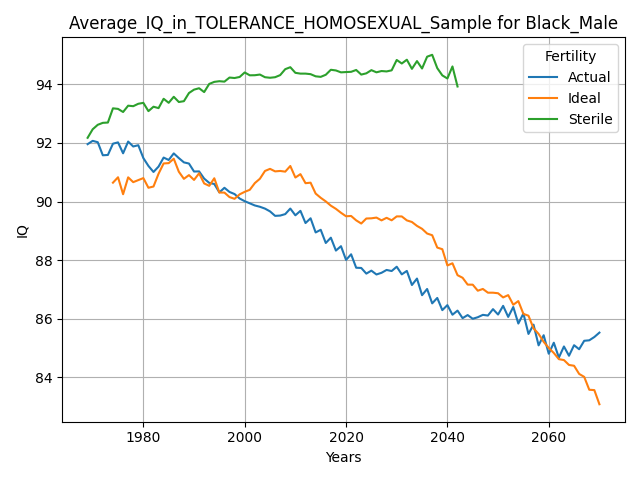 Average_IQ_in_TOLERANCE_HOMOSEXUAL_Sample for Black_Male
Fertility
Actual
Ideal
Sterile
94
92
90
88
86
84
IQ
1980
2000
2020
2040
2060
Years